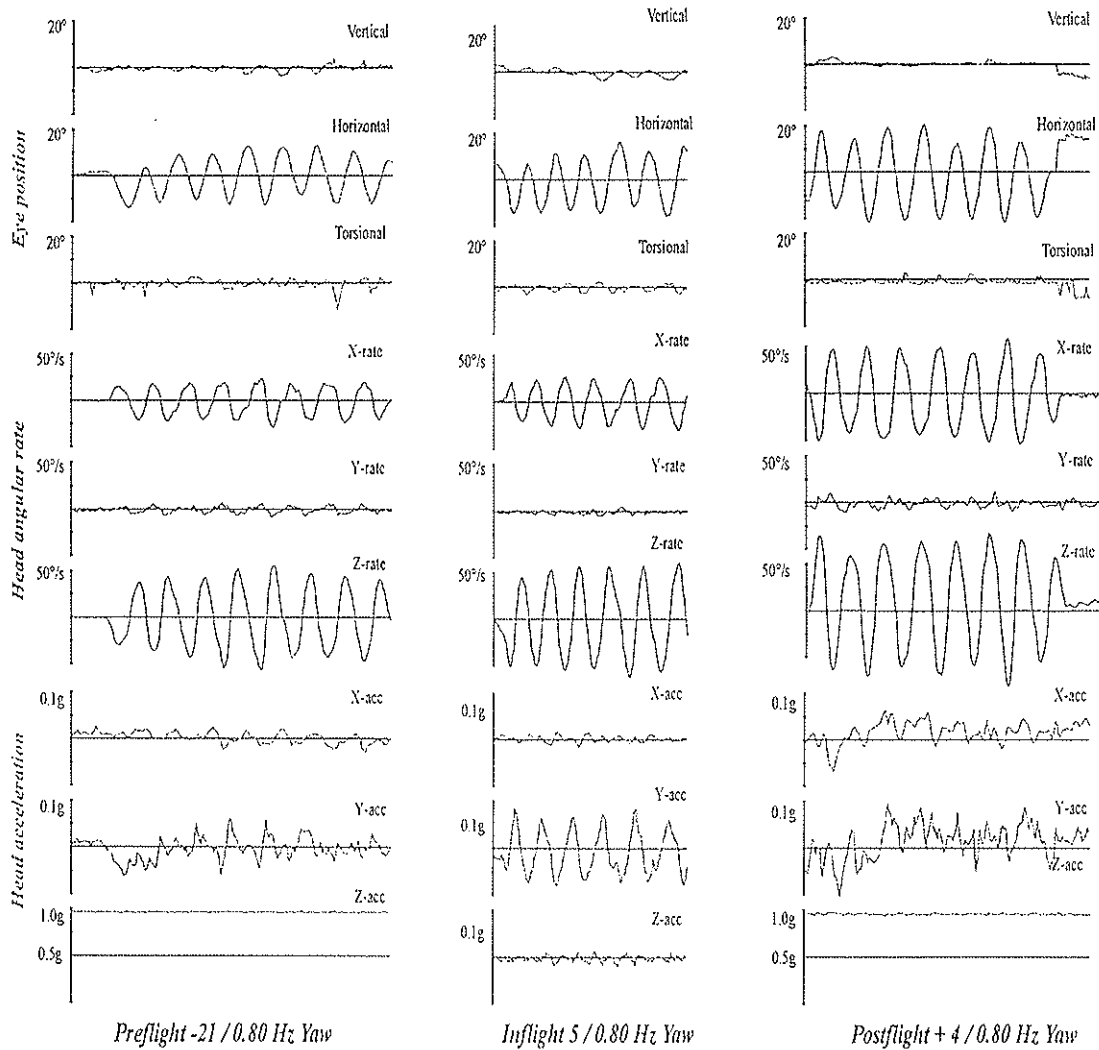 Eye position
Head angular rate
Head acceleration
20° Vertical
20° Horizontal
20° Torsional
50°/s X-rate
50°/s Y-rate
50°/s Z-rate
0.1g X-acc
0.1g Y-acc
Z-acc
1.0g
0.5g
Preflight -21 / 0.80 Hz Yaw
20° Vertical
20° Horizontal
20° Torsional
50°/s X-rate
50°/s Y-rate
50°/s Z-rate
0.1g X-acc
0.1g Y-acc
0.1g Z-acc
Inflight 5 / 0.80 Hz Yaw
20° Vertical
20° Horizontal
20° Torsional
50°/s X-rate
50°/s Y-rate
50°/s Z-rate
0.1g X-acc
0.1g Y-acc
Z-acc
1.0g
0.5g
Postflight + 4 / 0.80 Hz Yaw